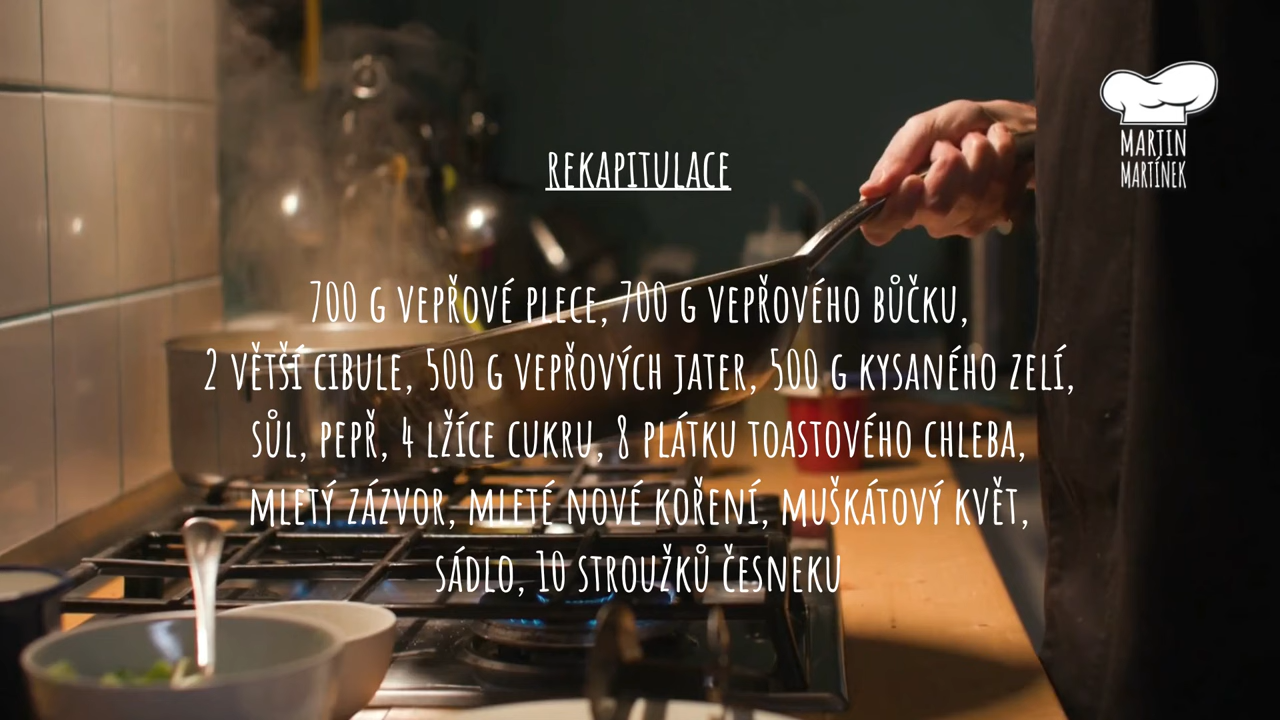 REKAPITULACE
700 G VEPŘOVÉ PLECE, 700 G VEPŘOVÉHO BŮČKU,
2 VĚTŠÍ CIBULE, 500 G VEPŘOVÝCH JATER, 500 G KYSANÉHO ZELÍ,
SŮL, PEPŘ, 4 LŽÍCE CUKRU, 8 PLÁTKU TOASTOVÉHO CHLEBA,
MLETÝ ZÁZVOR, MLETÉ NOVÉ KOŘENÍ, MUŠKÁTOVÝ KVĚT,
SÁDLO, 10 STROUŽKŮ ČESNEKU
MARTIN
MARTÍNEK